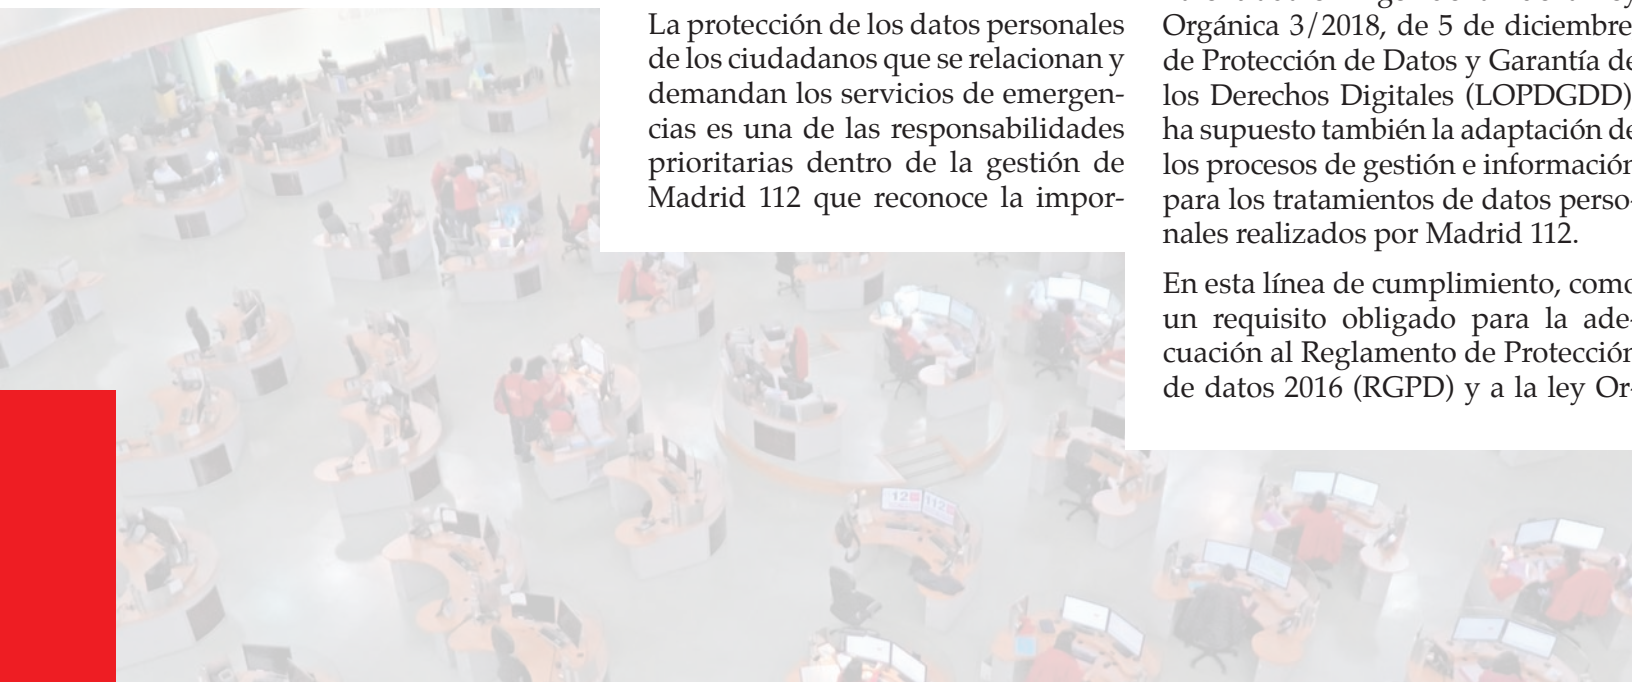 La protección de los datos personales
de los ciudadanos que se relacionan y
demandan los servicios de emergen-
cias es una de las responsabilidades
prioritarias dentro de la gestión de
Madrid 112 que reconoce la impor-
Orgánica 3/2018, de 5 de diciembre
de Protección de Datos y Garantía de
los Derechos Digitales (LOPDGDD)
ha supuesto también la adaptación de
los procesos de gestión e información
para los tratamientos de datos perso-
nales realizados por Madrid 112.
En esta línea de cumplimiento, como
un requisito obligado para la ade-
cuación al Reglamento de Protección
de datos 2016 (RGPD) y a la ley Or-
112